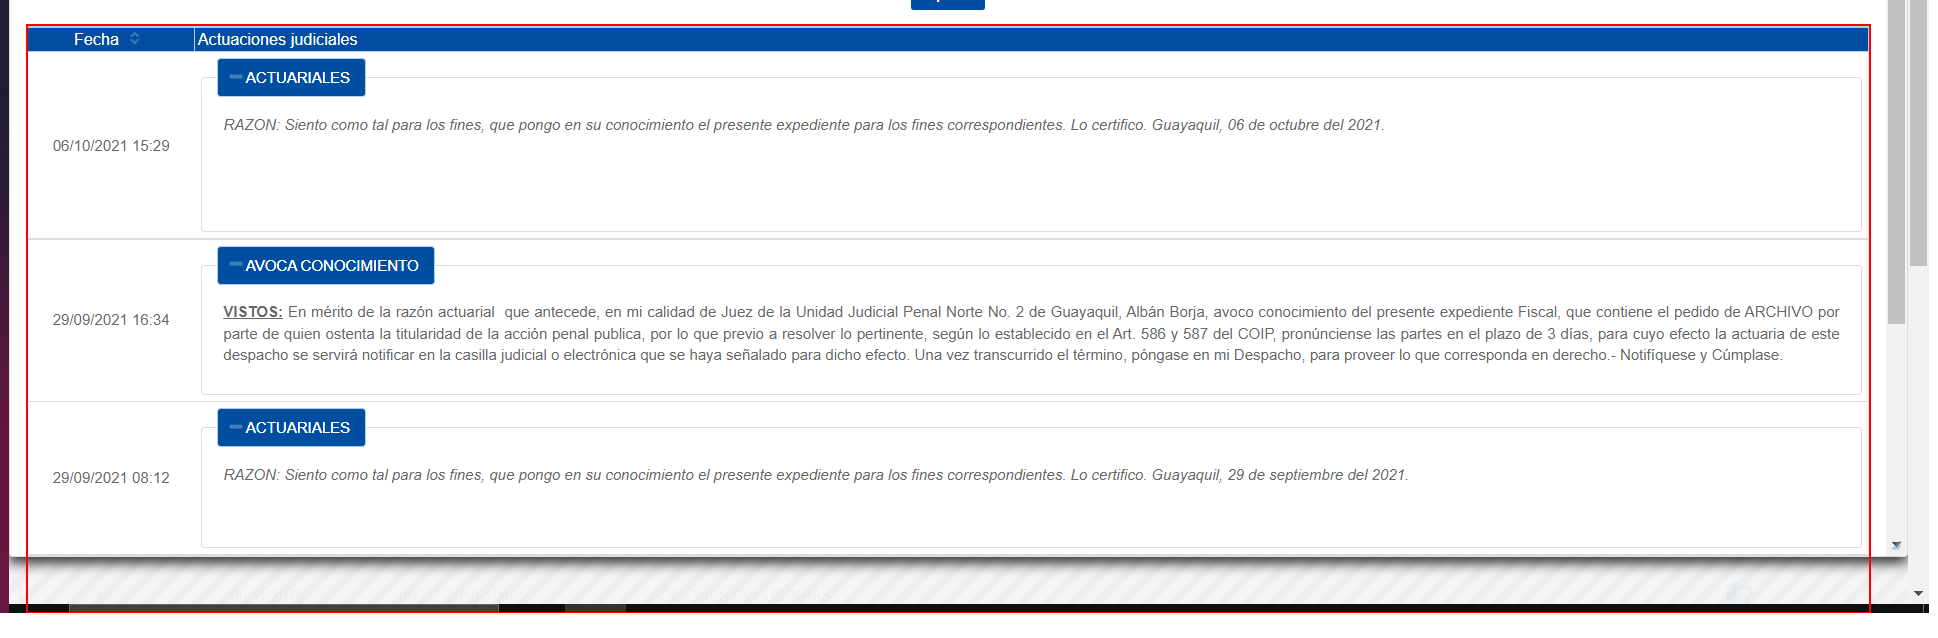 Fecha Actuaciones judiciales
ACTUARIALES
RAZON: Siento como tal para los fines, que pongo en su conocimiento el presente expediente para los fines correspondientes. Lo certifico. Guayaquil, 06 de octubre del 2021.
06/10/2021 15:29
AVOCA CONOCIMIENTO
VISTOS: En mérito de la razón actuarial que antecede, en mi calidad de Juez de la Unidad Judicial Penal Norte No. 2 de Guayaquil, Albán Borja, avoco conocimiento del presente expediente Fiscal, que contiene el pedido de ARCHIVO por
29/09/2021 16:34
parte de quien ostenta la titularidad de la acción penal publica, por lo que previo a resolver lo pertinente, según lo establecido en el Art. 586 y 587 del COIP, pronúnciense las partes en el plazo de 3 días, para cuyo efecto la actuaria de este
despacho se servirá notificar en la casilla judicial o electrónica que se haya señalado para dicho efecto. Una vez transcurrido el término, póngase en mi Despacho, para proveer lo que corresponda en derecho.- Notifíquese y Cúmplase.
ACTUARIALES
RAZON: Siento como tal para los fines, que pongo en su conocimiento el presente expediente para los fines correspondientes. Lo certifico. Guayaquil, 29 de septiembre del 2021.
29/09/2021 08:12